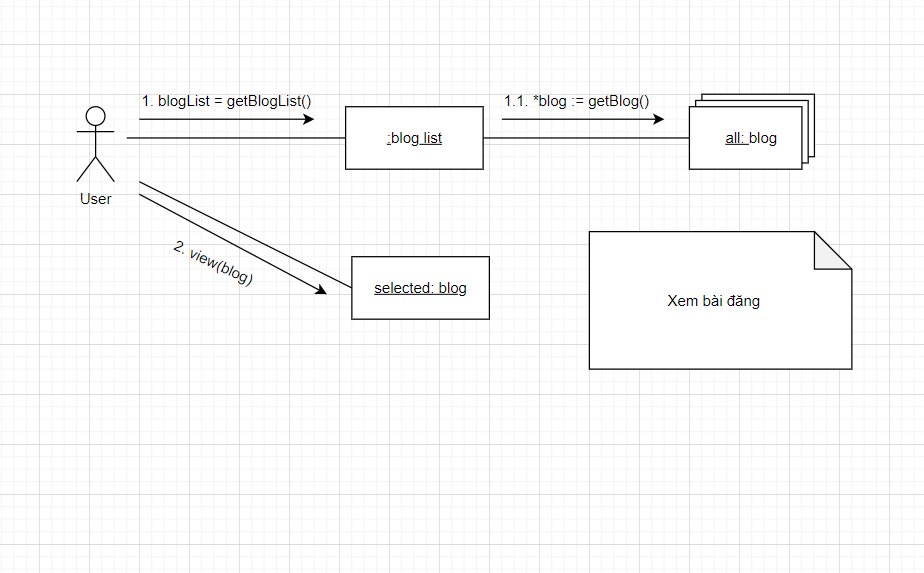 1. blogList = getBlogList()
1.1. *blog := getBlog()
:blog list
all: blog
User
2. view(blog)
selected: blog
Xem bài đăng